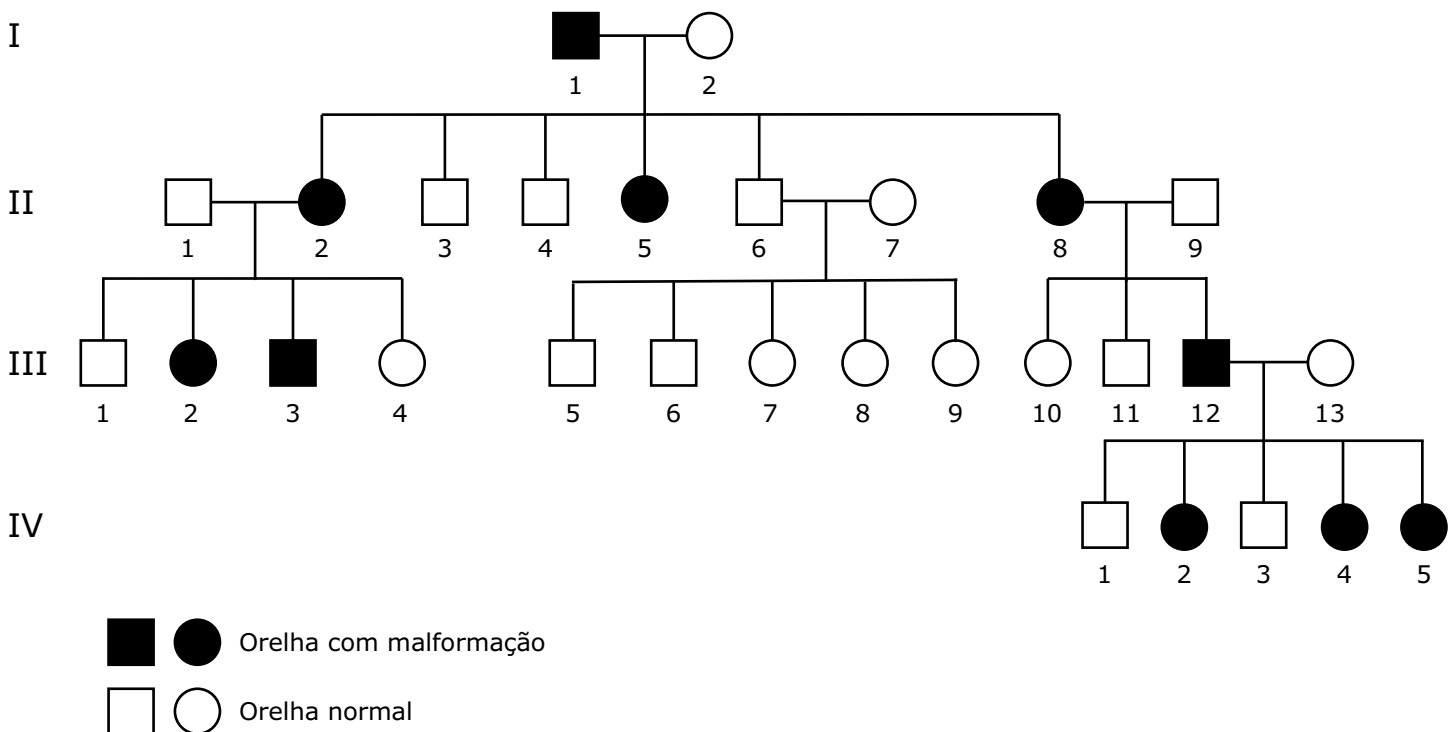 I
1 2
II
1 2 3 4 5 6 7 8 9
III
1 2 3 4 5 6 7 8 9 10 11 12 13
IV
1 2 3 4 5
Orelha com malformação
Orelha normal